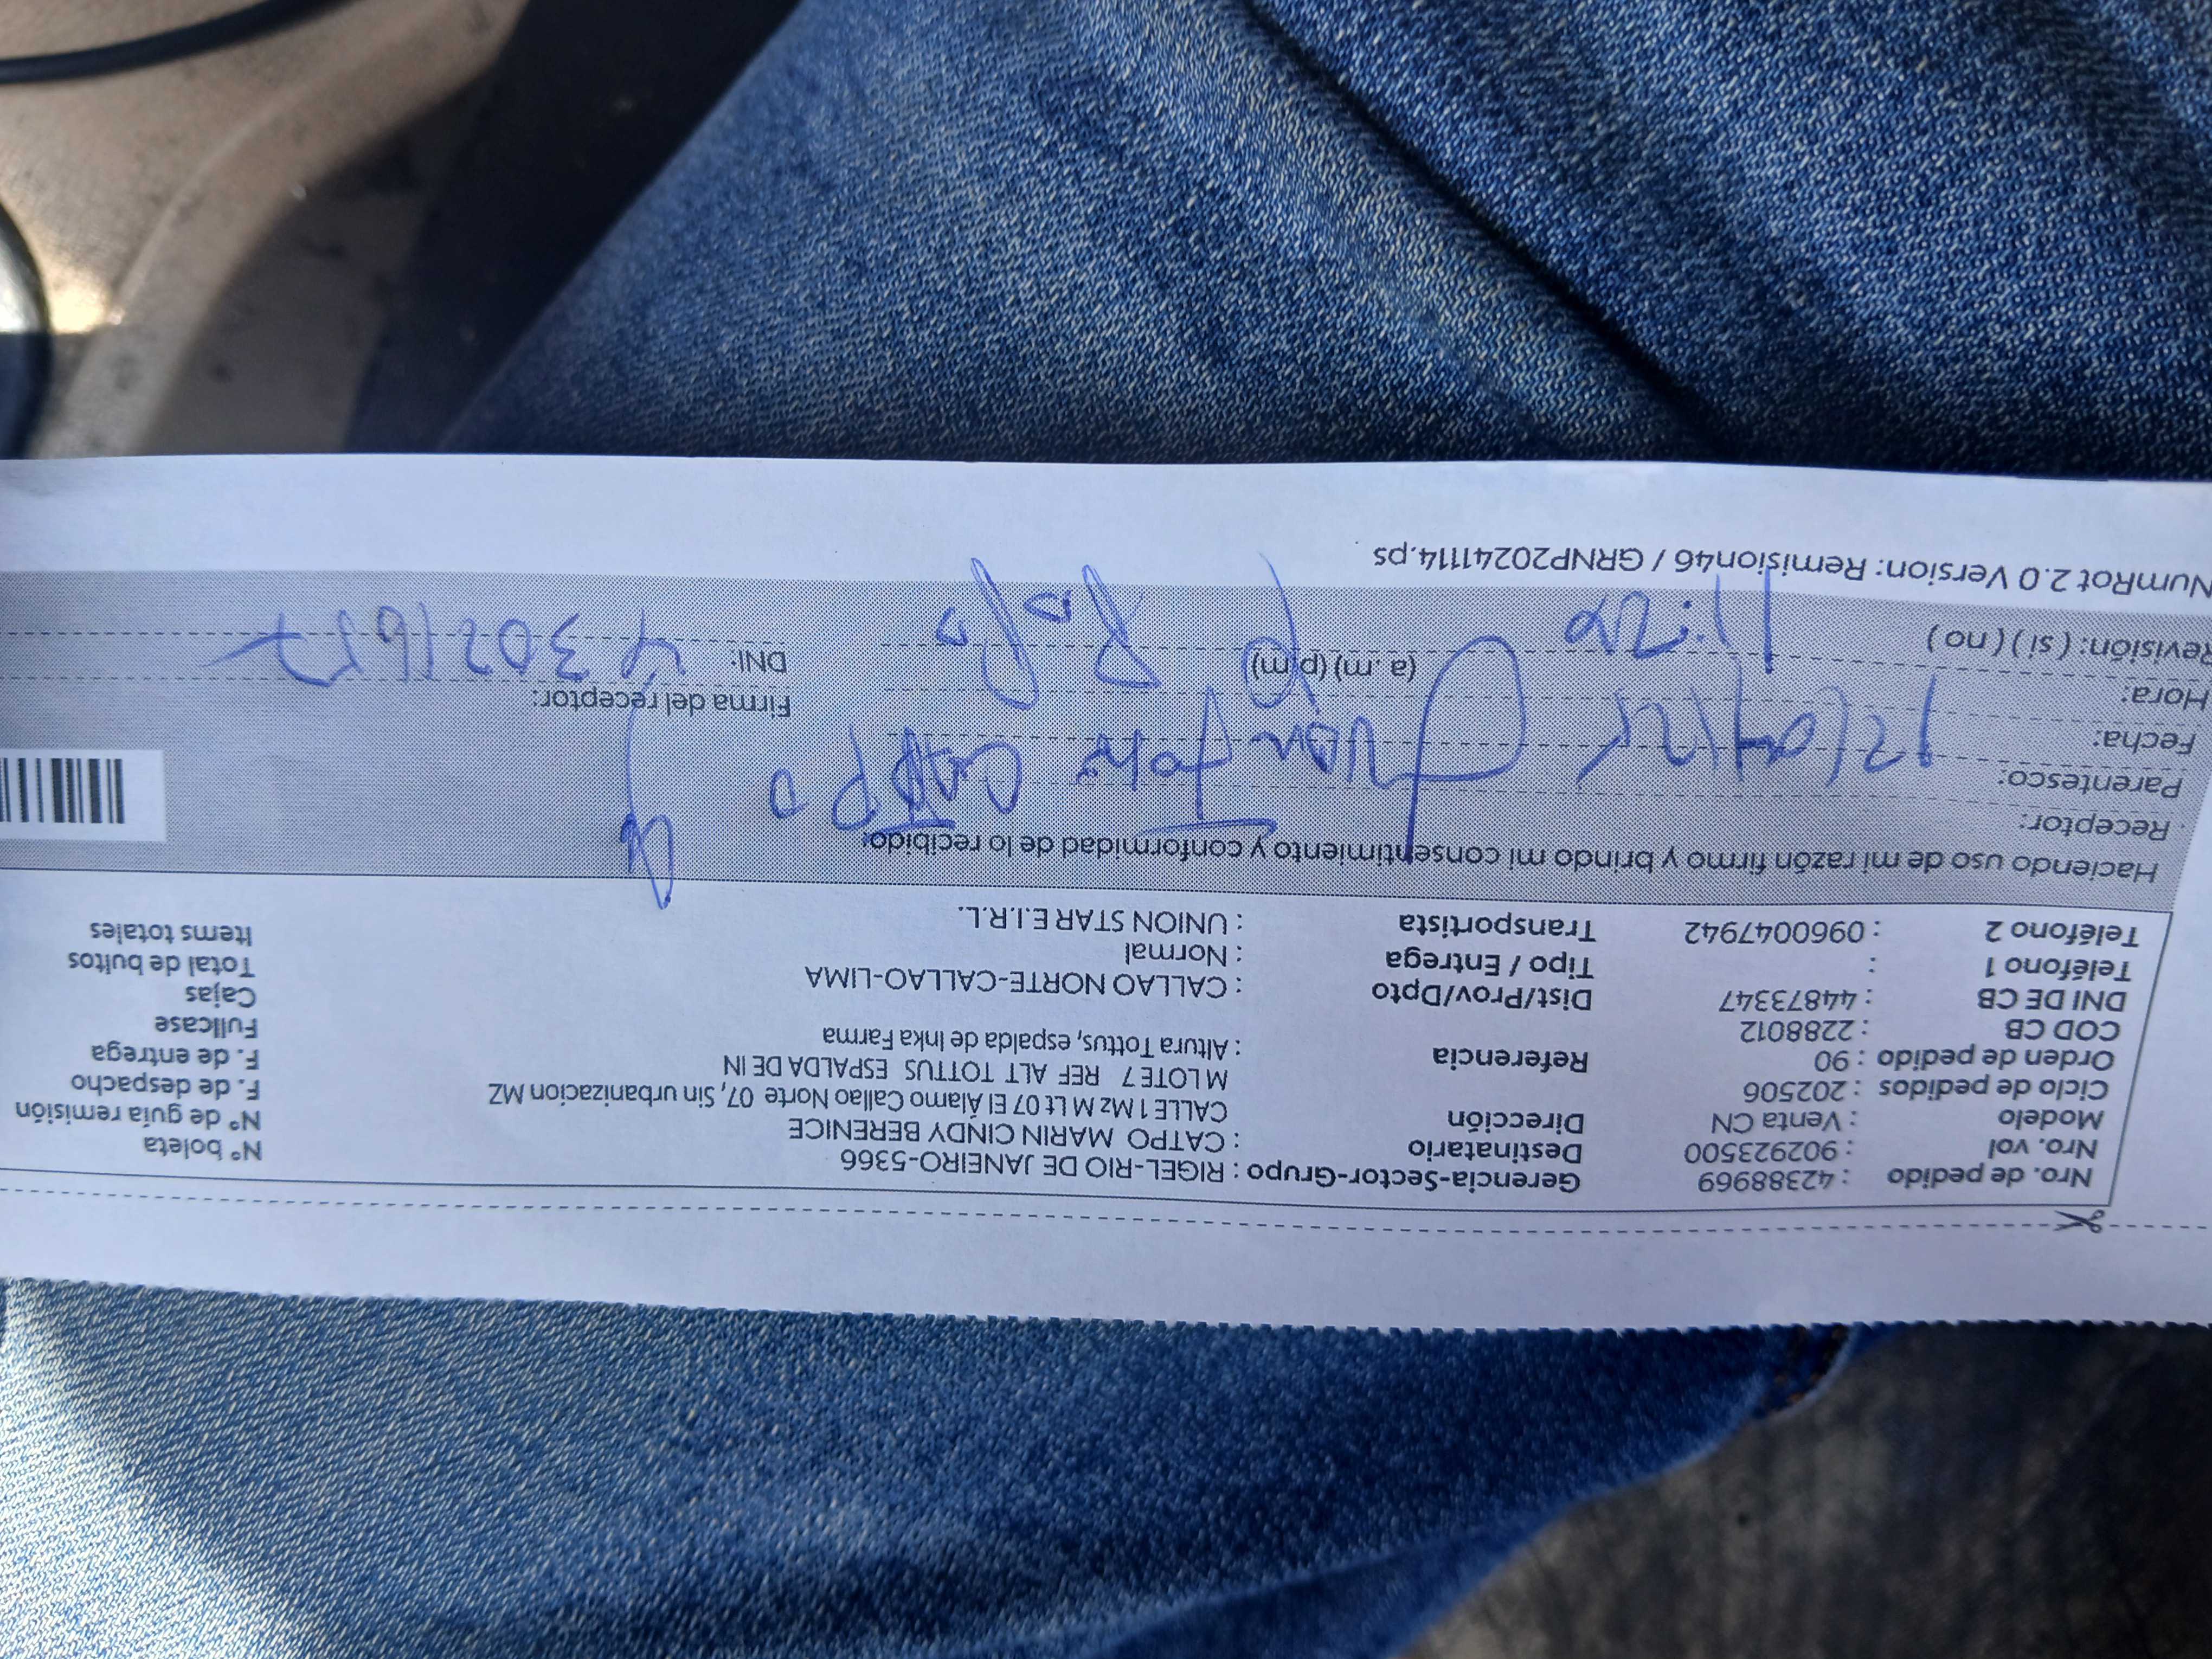 Nro. de pedido : 42388969 Gerencia-Sector-Grupo : RIGEL-RIO DE JANEIRO-5366 N° boleta
Nro. vol : 902923500 Destinatario : CATPO MARIN CINDY BERENICE N° de guía remisión
Modelo : Venta CN Dirección CALLE 1 Mz M Lt 07 El Álamo Callao Norte 07, Sin urbanizacion MZ F. de despacho
Ciclo de pedidos : 202506 M LOTE 7 REF ALT TOTTUS ESPALDA DE IN F. de entrega
Orden de pedido : 90 Referencia : Altura Tottus, espalda de Inka Farma Fullcase
COD CB : 2288012 Cajas
DNI DE CB : 44873347 Dist/Prov/Dpto : CALLAO NORTE-CALLAO-LIMA Total de bultos
Teléfono 1 : Tipo / Entrega : Normal Items totales
Teléfono 2 : 0960047942 Transportista : UNION STAR E.I.R.L.
Haciendo uso de mi razón firmo y brindo mi consentimiento y conformidad de lo recibido.
Receptor:
Parentesco:
Fecha: Firma del receptor:
Hora: (a. m) (p. m) DNI: 43021657
Revisión: ( si ) ( no )
NumRot 2.0 Version: Remision46 / GRNP20241114.ps